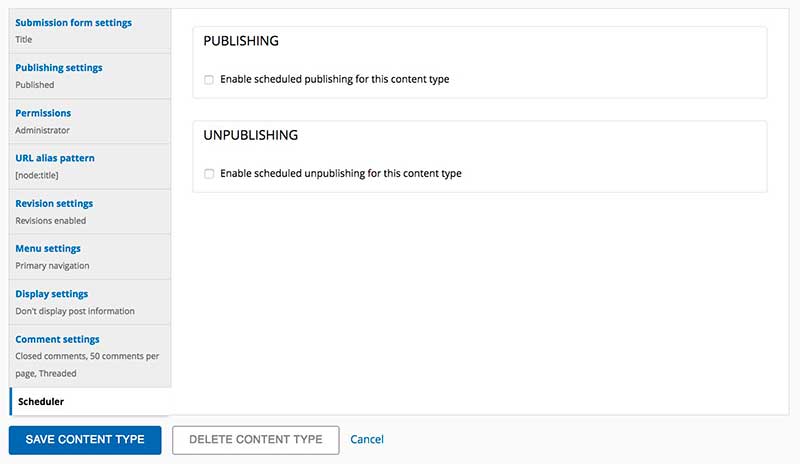 Submission form settings
Title
Publishing settings
Published
Permissions
Administrator
URL alias pattern
[node:title]
Revision settings
Revisions enabled
Menu settings
Primary navigation
Display settings
Don't display post information
Comment settings
Closed comments, 50 comments per
page, Threaded
Scheduler
PUBLISHING
Enable scheduled publishing for this content type
UNPUBLISHING
Enable scheduled unpublishing for this content type
SAVE CONTENT TYPE
DELETE CONTENT TYPE
Cancel